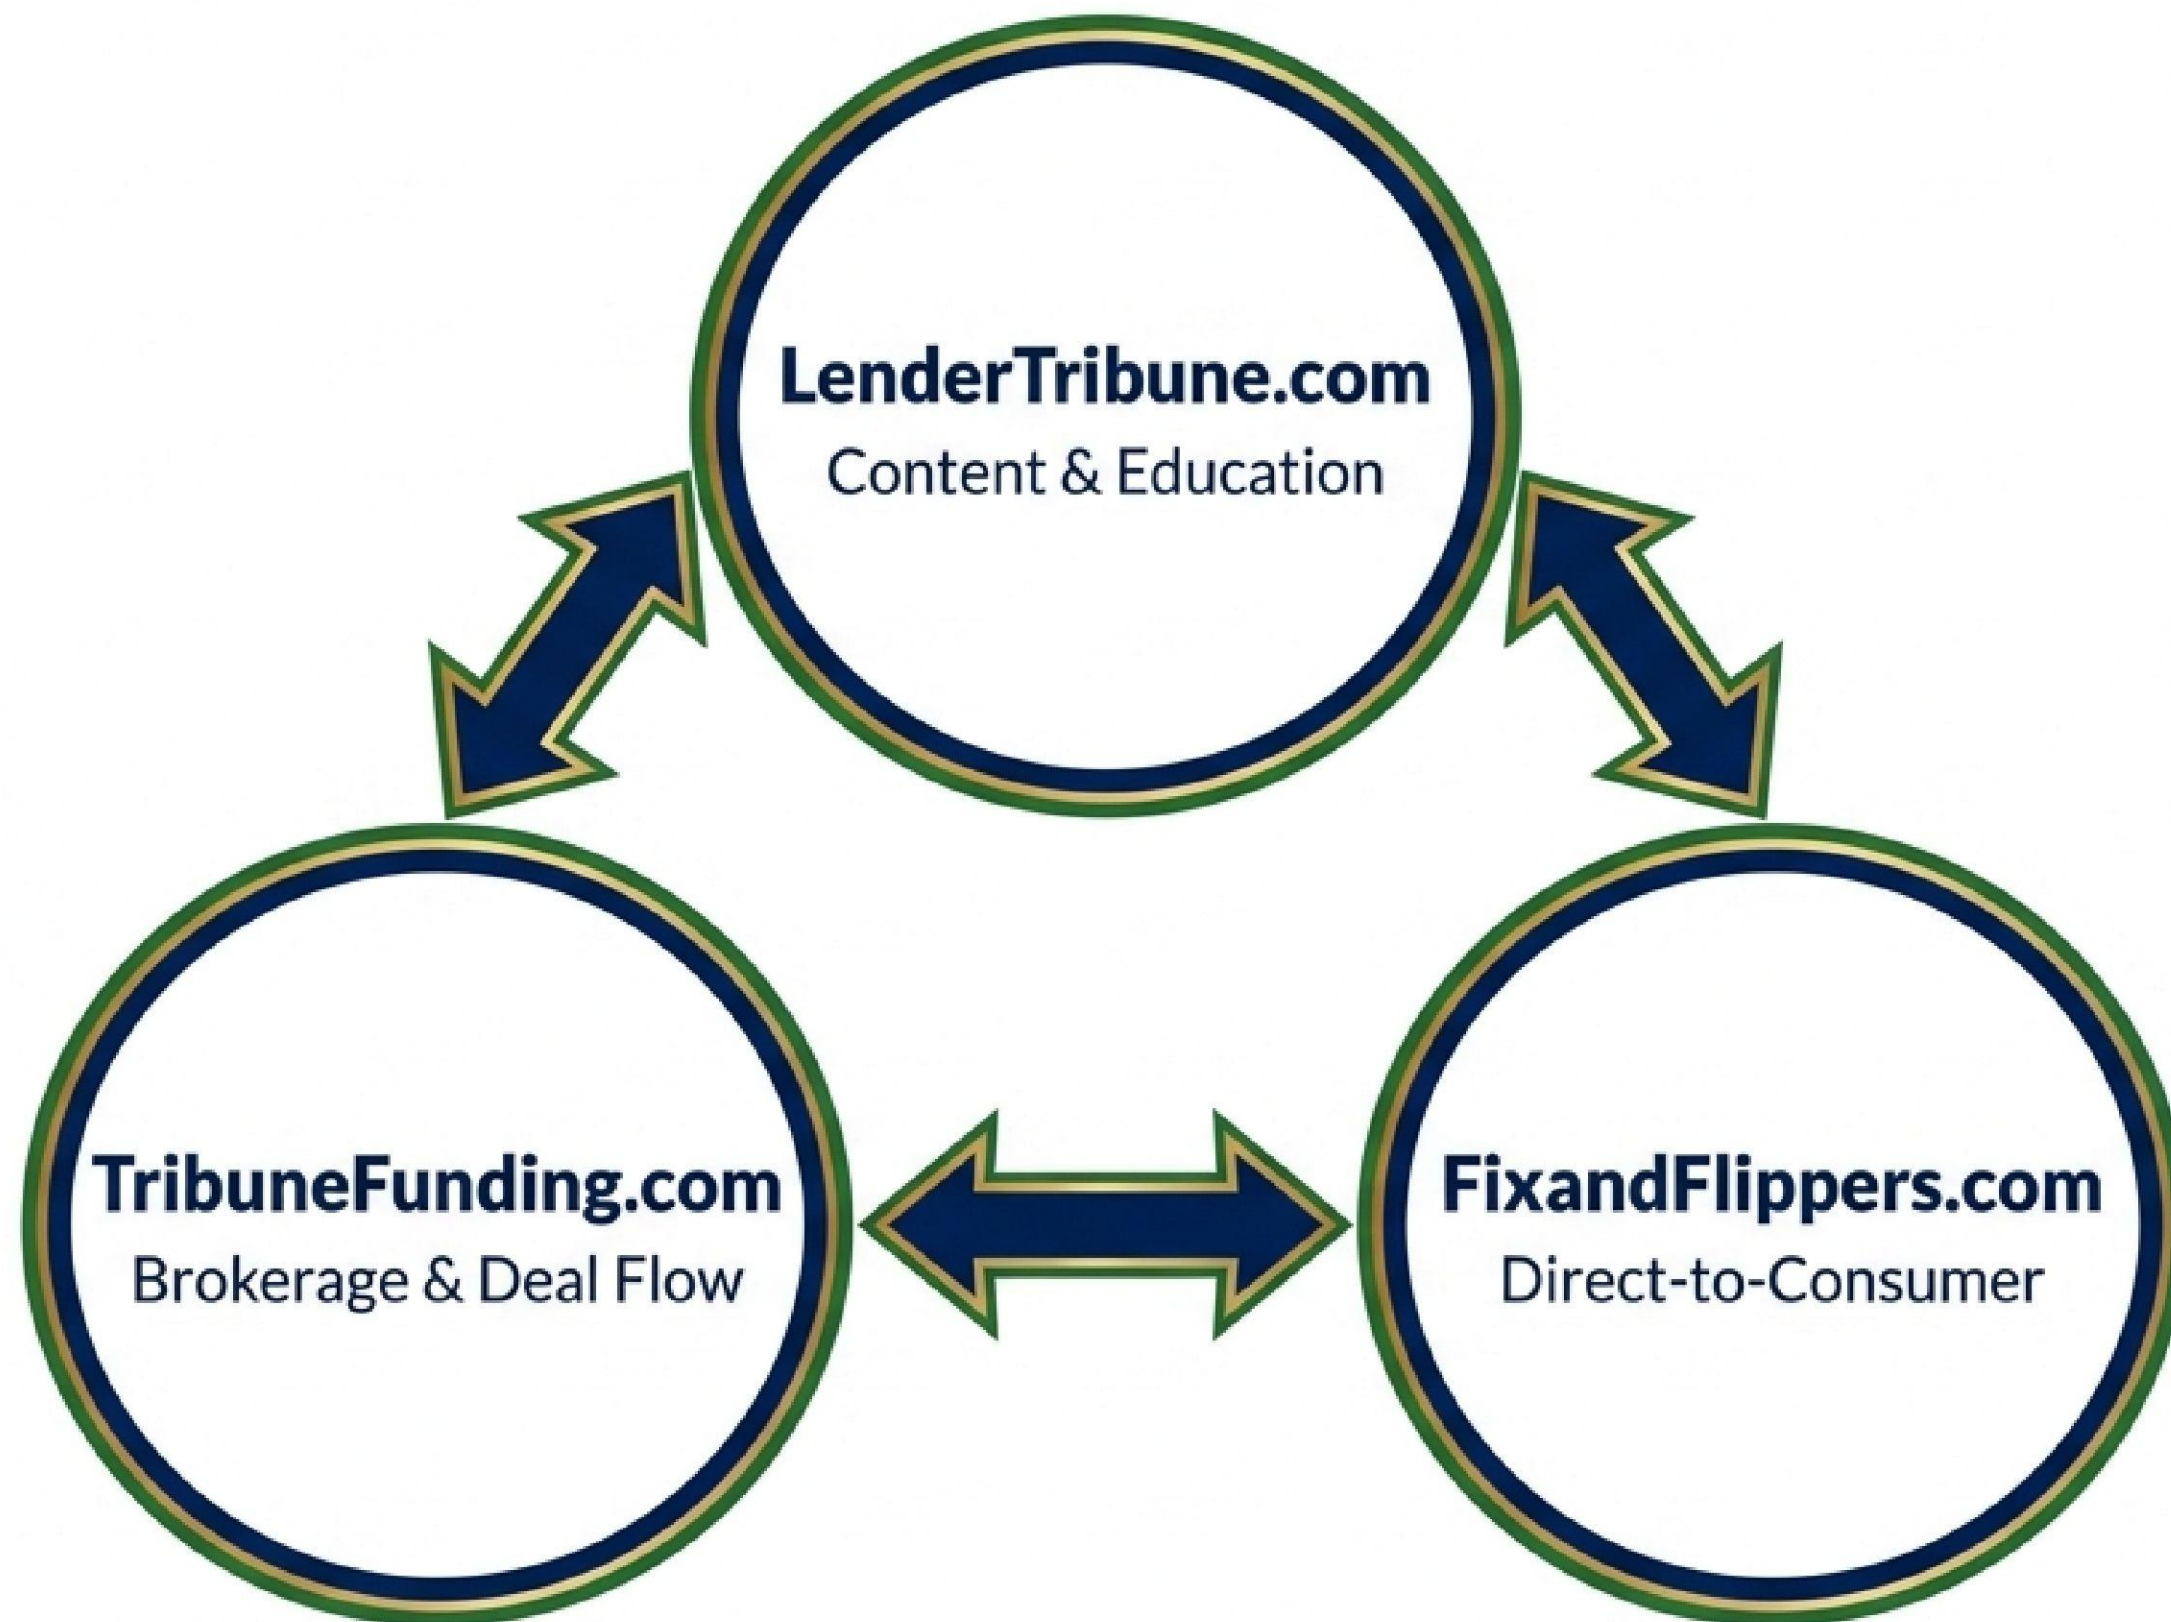 LenderTribune.com
Content & Education
TribuneFunding.com
Brokerage & Deal Flow
FixandFlippers.com
Direct-to-Consumer